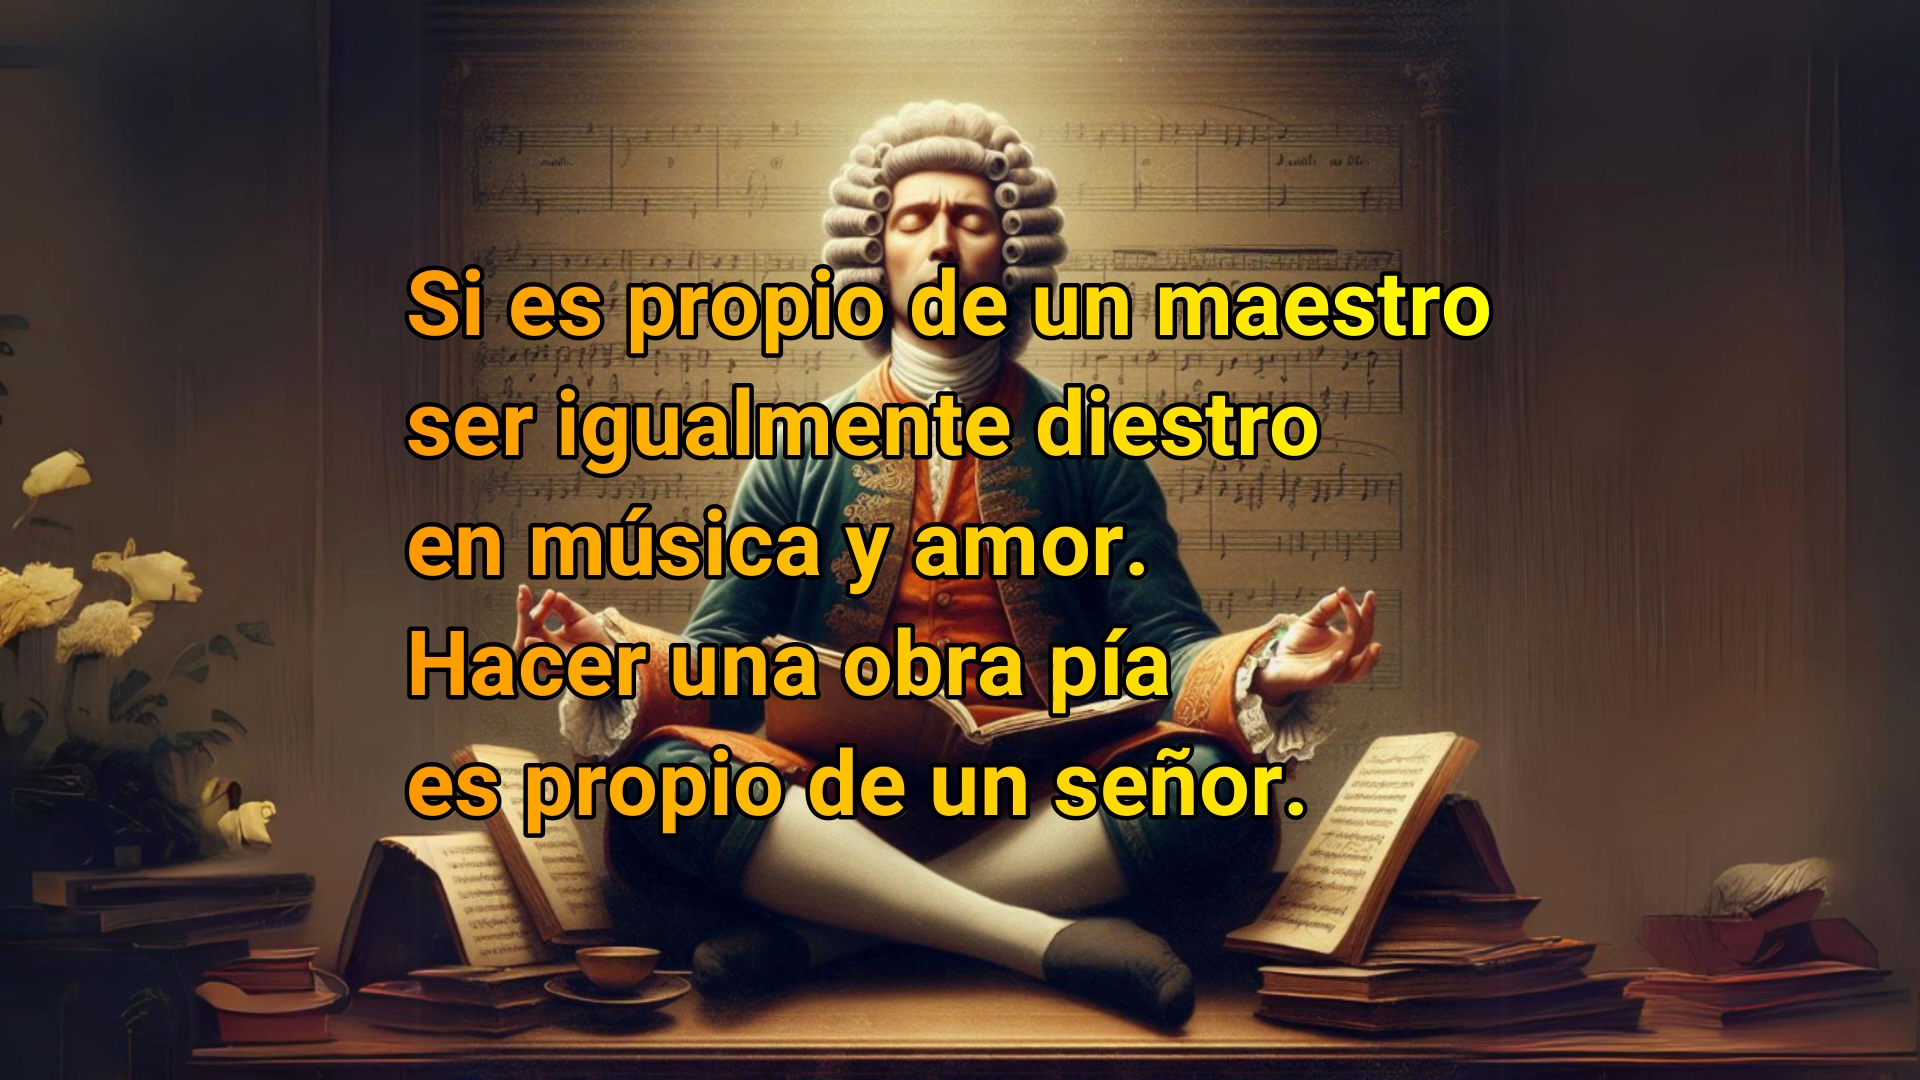 Si es propio de un maestro
ser igualmente diestro
en música y amor.
Hacer una obra pía
es propio de un señor.